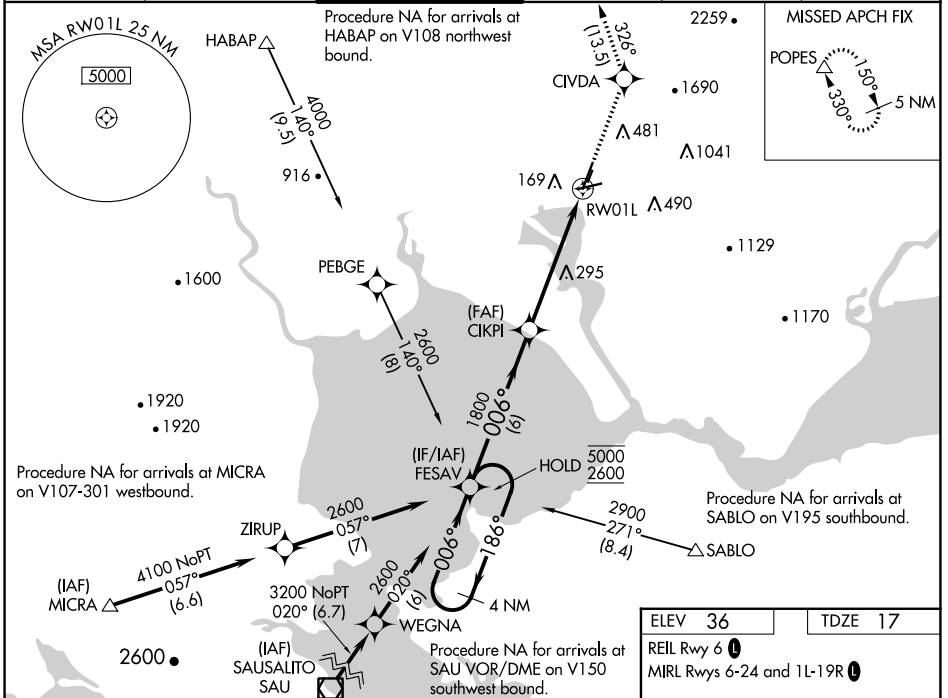 MSA RW01L 25 NM
5000
HABAP
Procedure NA for arrivals at
HABAP on V108 northwest
bound.
4000
140°
(9.5)
916
326°
(13.5)
CIVDA
2259
1690
481
1041
MISSED APCH FIX
POPES
150°
330°
5 NM
169
RW01L
490
295
1129
1170
1600
PEBGE
2600
140°
(8)
(FAF)
CIKPI
1800
006°
(6)
1920
1920
Procedure NA for arrivals at MICRA
on V107-301 westbound.
(IF/IAF)
FESAV
HOLD
5000
2600
006°
186°
4 NM
Procedure NA for arrivals at
SABLO on V195 southbound.
2900
271°
(8.4)
SABLO
ZIRUP
2600
057°
(7)
(IAF)
MICRA
4100 NoPT
057°
(6.6)
2600
020°
(6)
3200 NoPT
020° (6.7)
WEGNA
(IAF)
SAUSALITO
SAU
2600
Procedure NA for arrivals at
SAU VOR/DME on V150
southwest bound.
ELEV 36
TDZE 17
REIL Rwy 6 L
MIRL Rwys 6-24 and 1L-19R L